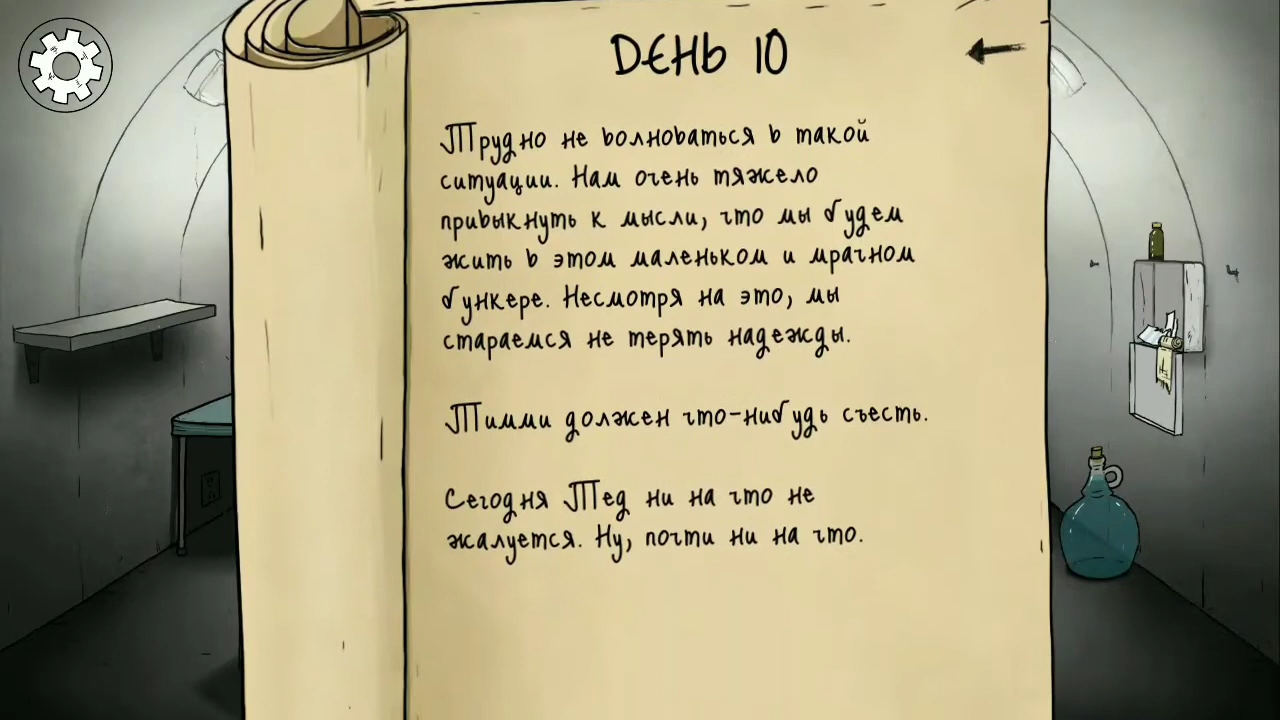 ДЕНЬ 10
Трудно не волноваться в такой
ситуации. Нам очень тяжело
привыкнуть к мысли, что мы будем
жить в этом маленьком и мрачном
бункере. Несмотря на это, мы
стараемся не терять надежды.
Тимми должен что-нибудь съесть.
Сегодня Тед ни на что не
жалуется. Ну, почти ни на что.